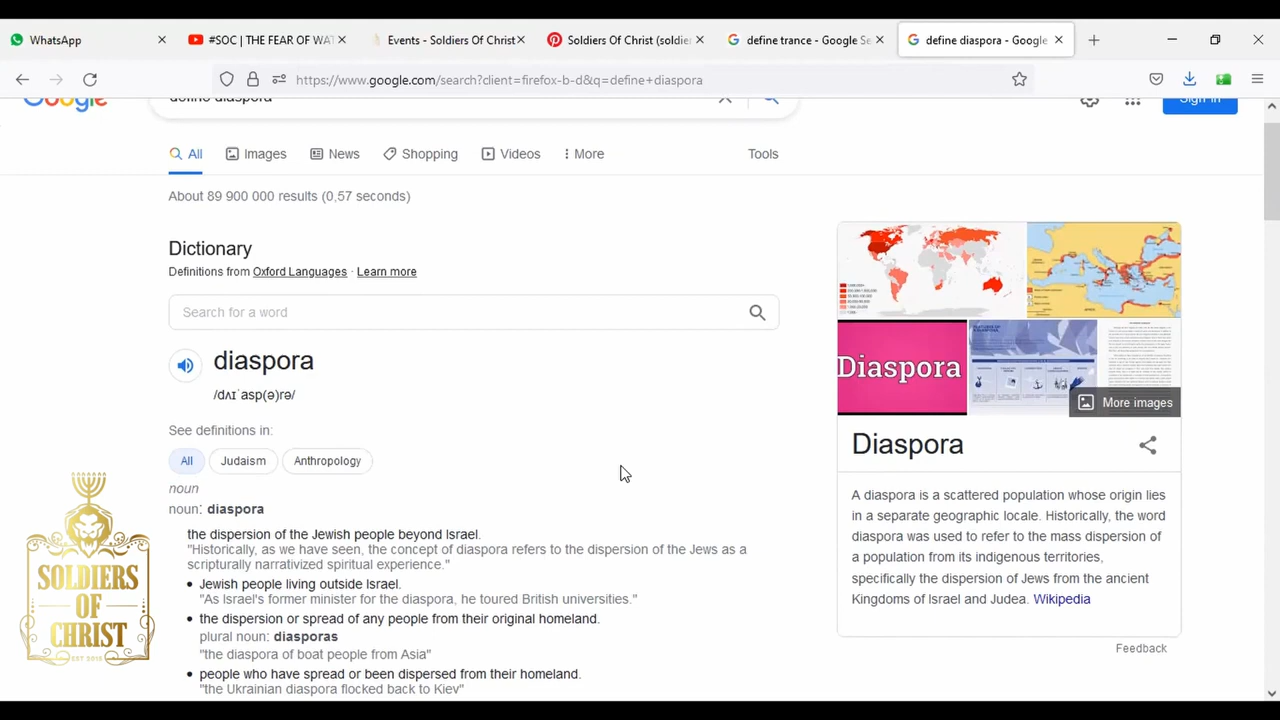 WhatsApp
#SOC | THE FEAR OF WAT
Events - Soldiers Of Christ
Soldiers Of Christ (soldie
define trance - Google Se
define diaspora - Google
https://www.google.com/search?client=firefox-b-d&q=define+diaspora
Google
define diaspora
Sign in
All
Images
News
Shopping
Videos
More
Tools
About 89 900 000 results (0,57 seconds)
Dictionary
Definitions from Oxford Languages · Learn more
Search for a word
diaspora
/dʌɪˈasp(ə)rə/
See definitions in:
All
Judaism
Anthropology
noun
noun: diaspora
the dispersion of the Jewish people beyond Israel.
"Historically, as we have seen, the concept of diaspora refers to the dispersion of the Jews as a
scripturally narrativized spiritual experience."
• Jewish people living outside Israel.
"As Israel's former minister for the diaspora, he toured British universities."
• the dispersion or spread of any people from their original homeland.
plural noun: diasporas
"the diaspora of boat people from Asia"
• people who have spread or been dispersed from their homeland.
"the Ukrainian diaspora flocked back to Kiev"
Diaspora
More images
Diaspora
A diaspora is a scattered population whose origin lies
in a separate geographic locale. Historically, the word
diaspora was used to refer to the mass dispersion of
a population from its indigenous territories,
specifically the dispersion of Jews from the ancient
Kingdoms of Israel and Judea. Wikipedia
Feedback
SOLDIERS
OF
CHRIST